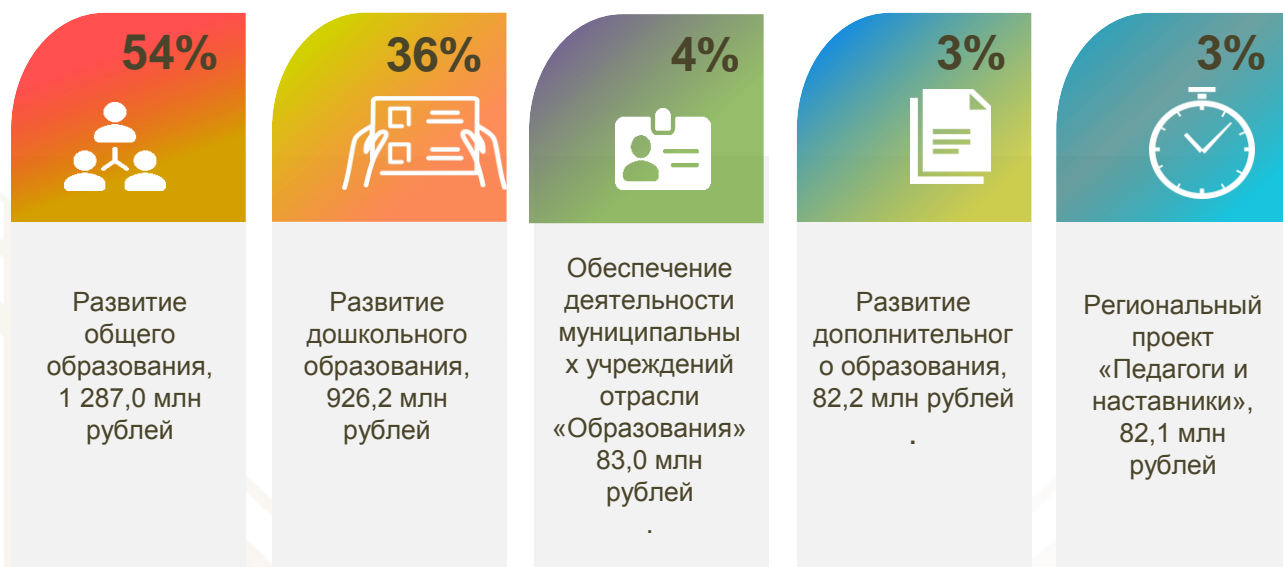 54%
Развитие
общего
образования,
1 287,0 млн
рублей
36%
Развитие
дошкольного
образования,
926,2 млн
рублей
4%
Обеспечение
деятельности
муниципальны
х учреждений
отрасли
«Образования»
83,0 млн
рублей
.
3%
Развитие
дополнительног
о образования,
82,2 млн рублей
.
3%
Региональный
проект
«Педагоги и
наставники»,
82,1 млн
рублей